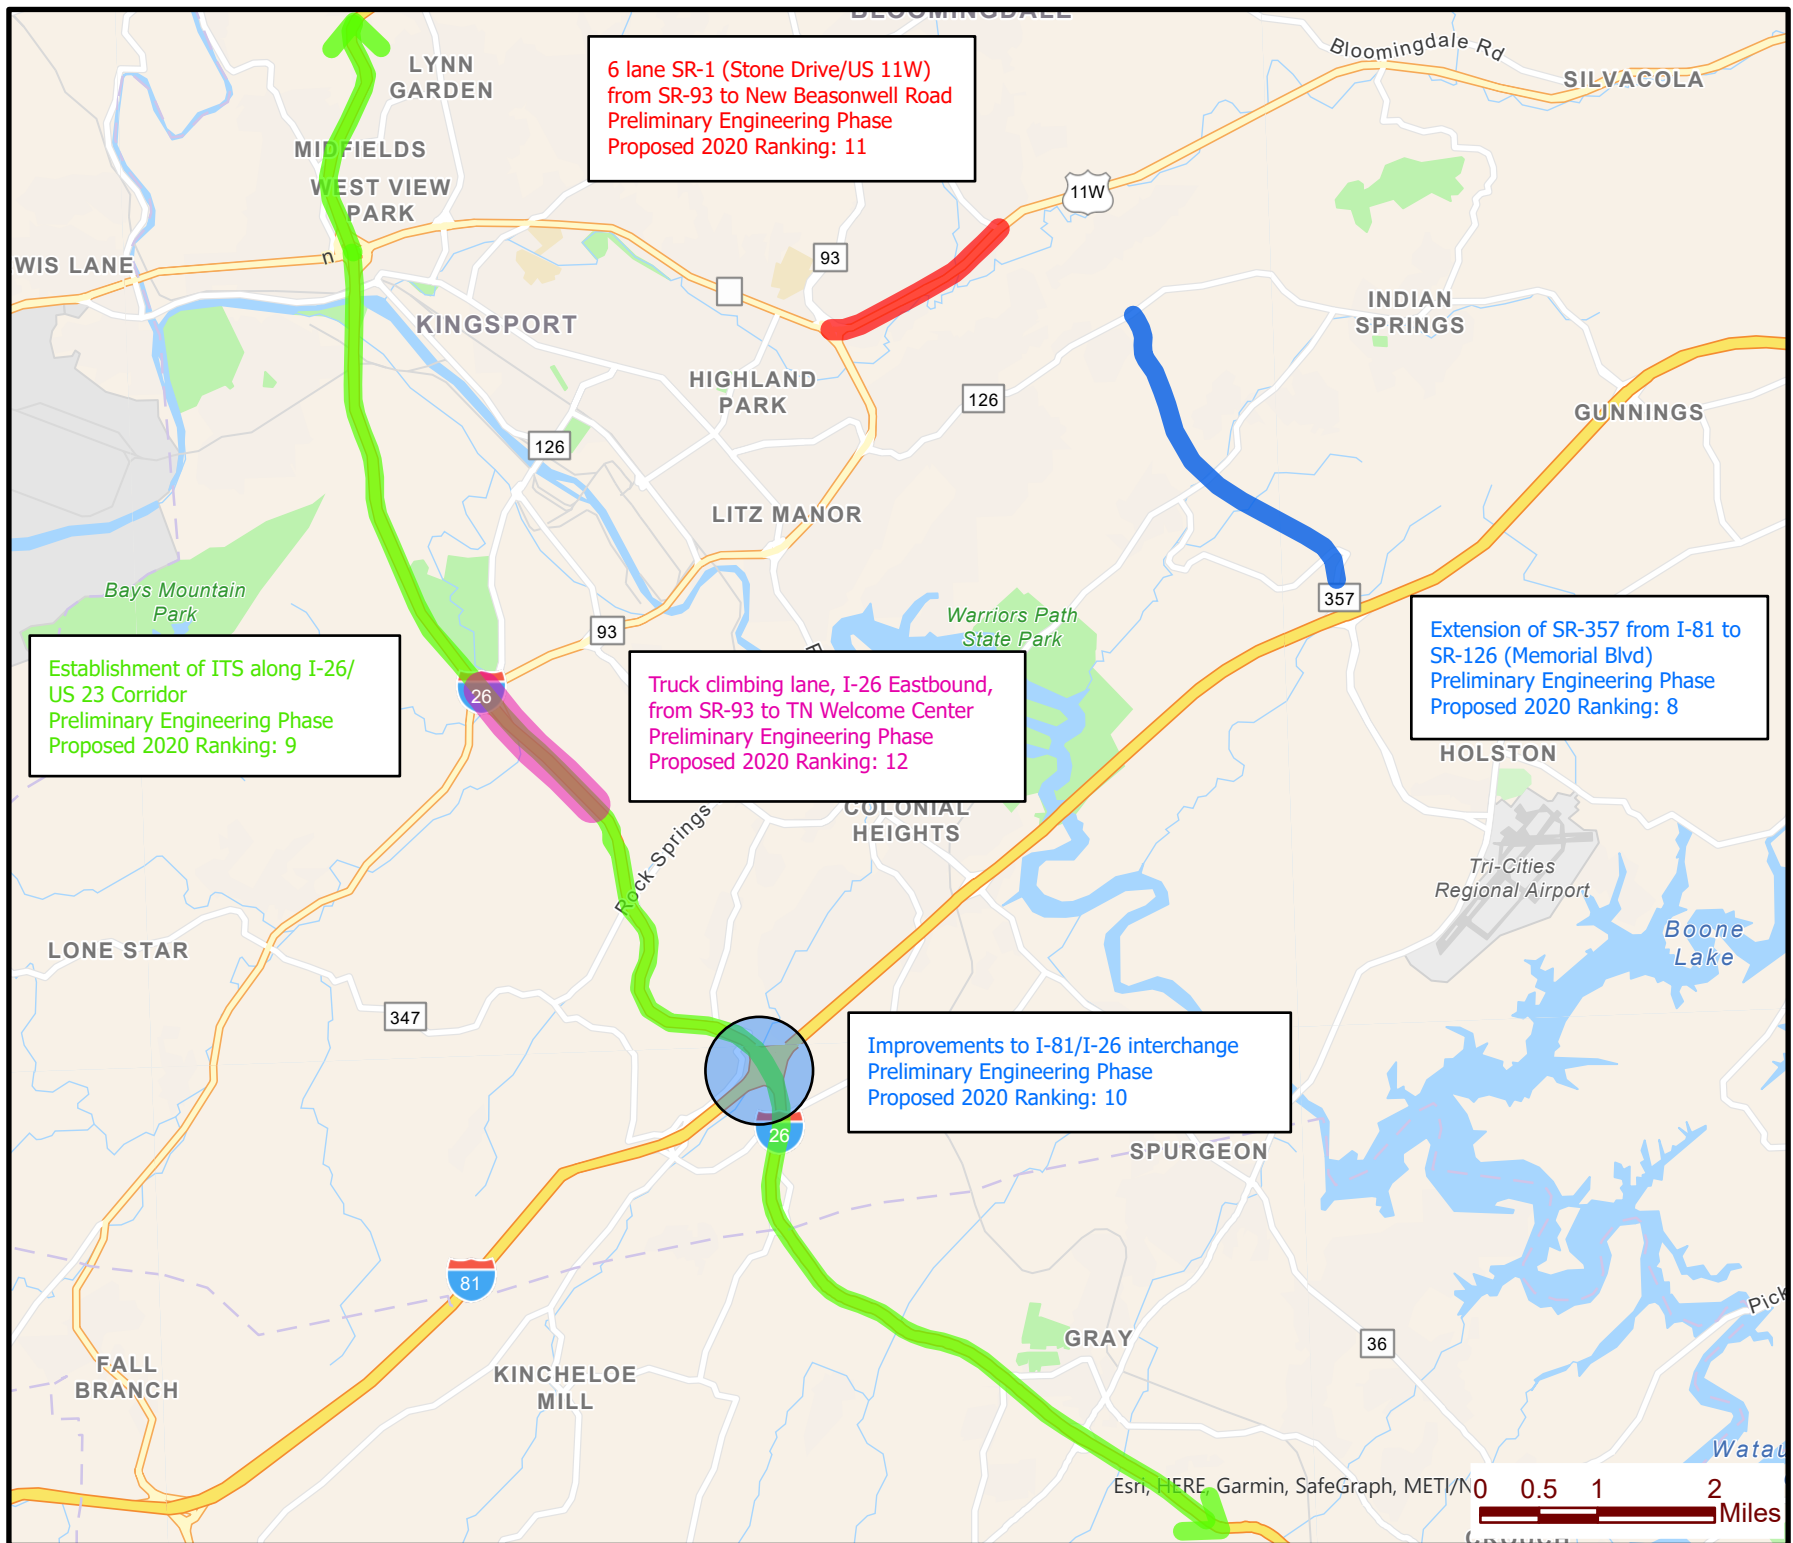 BLOOMINGDALE
Bloomingdale Rd
SILVACOLA
LYNN
GARDEN
6 lane SR-1 (Stone Drive/US 11W)
from SR-93 to New Beasonwell Road
Preliminary Engineering Phase
Proposed 2020 Ranking: 11
MIDFIELDS
WEST VIEW
PARK
11W
WIS LANE
n
93
KINGSPORT
INDIAN
SPRINGS
HIGHLAND
PARK
126
GUNNINGS
126
LITZ MANOR
Bays Mountain
Park
93
Warriors Path
State Park
357
Establishment of ITS along I-26/
US 23 Corridor
Preliminary Engineering Phase
Proposed 2020 Ranking: 9
26
Truck climbing lane, I-26 Eastbound,
from SR-93 to TN Welcome Center
Preliminary Engineering Phase
Proposed 2020 Ranking: 12
Extension of SR-357 from I-81 to
SR-126 (Memorial Blvd)
Preliminary Engineering Phase
Proposed 2020 Ranking: 8
HOLSTON
COLONIAL
HEIGHTS
Rock Springs
Tri-Cities
Regional Airport
Boone
Lake
LONE STAR
347
Improvements to I-81/I-26 interchange
Preliminary Engineering Phase
Proposed 2020 Ranking: 10
26
SPURGEON
81
Pick
GRAY
36
FALL
BRANCH
KINCHELOE
MILL
Watau
Esri, HERE, Garmin, SafeGraph, METI/N
0 0.5 1 2
Miles